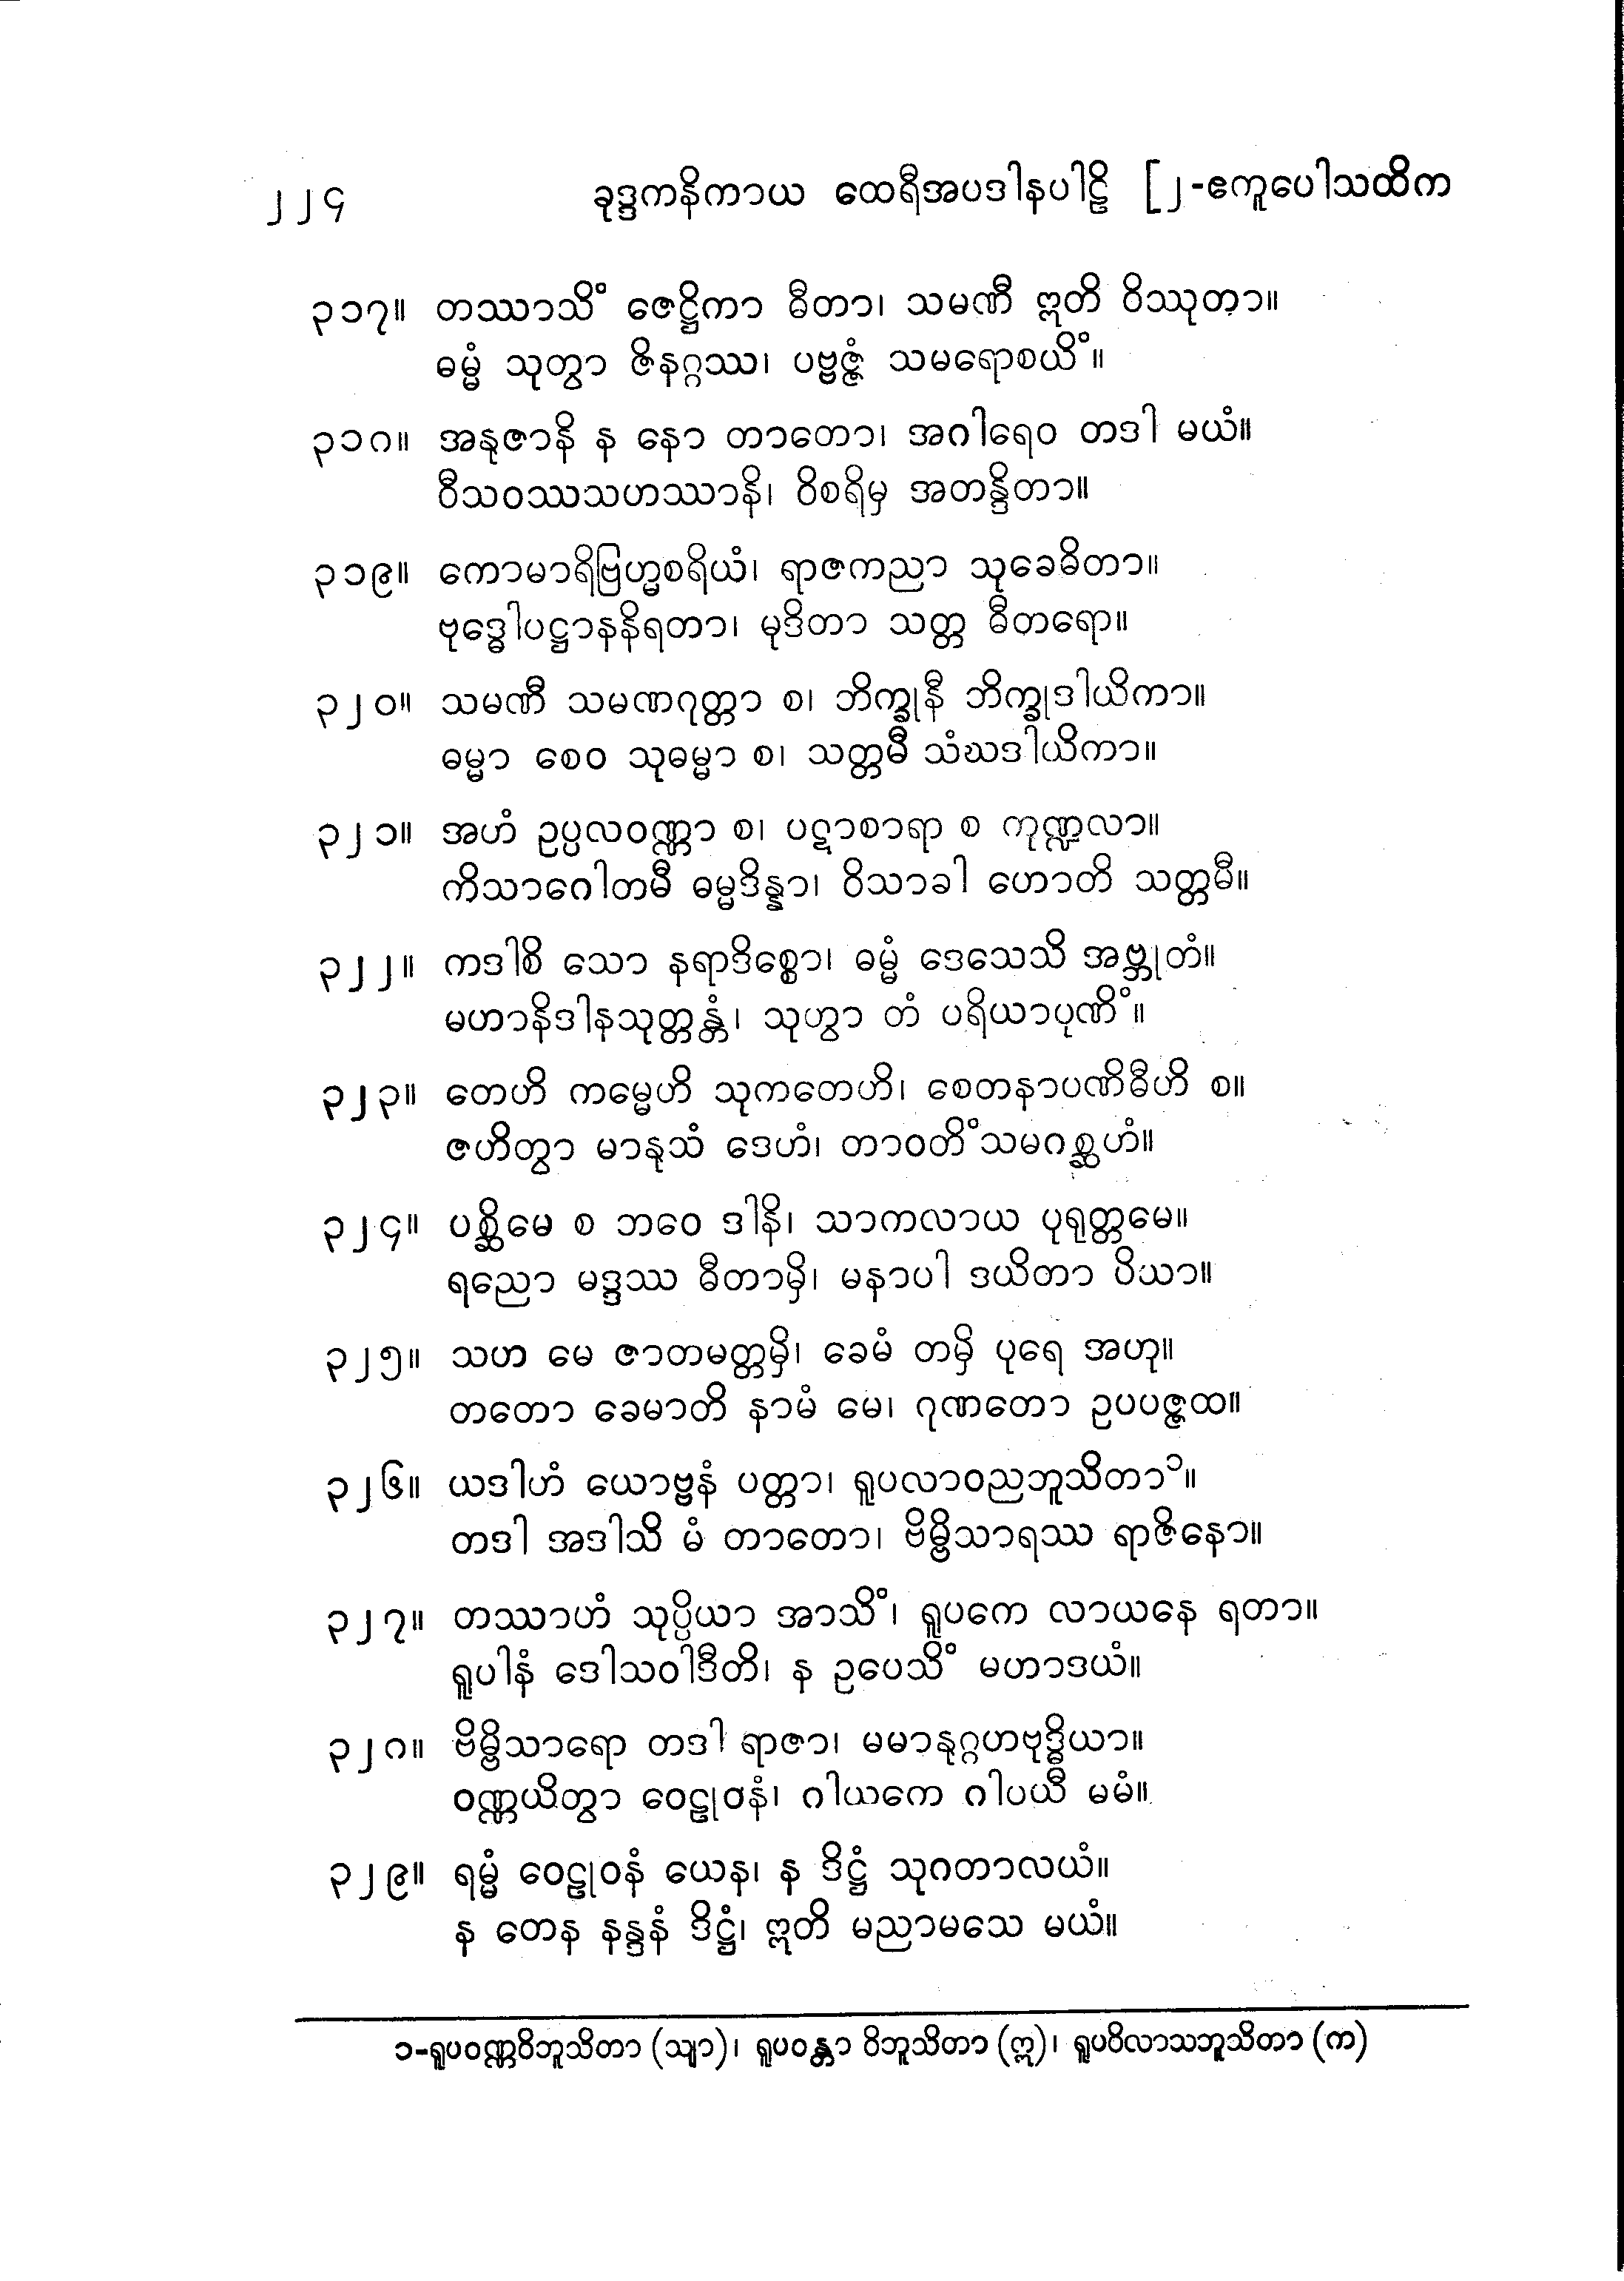 ၂၂၄ ခုဒ္ဒကနိကာယ ထေရီအပဒါနပါဠိ [၂-ဧကူပေါသထိက
၃၁၇။ တဿာသိံ ဇေဋ္ဌိကာ ဓီတာ၊ သမဏီ ဣတိ ဝိဿုတာ။
ဓမ္မံ သုတွာ ဇိနဂ္ဂဿ၊ ပဗ္ဗဇ္ဇံ သမရောစယိံ။
၃၁၈။ အနုဇာနိ န နော တာတော၊ အဂါရေဝ တဒါ မယံ။
ဝီသဝဿသဟဿာနိ၊ ဝိစရိမှ အတန္ဒိတာ။
၃၁၉။ ကောမာရိဗြဟ္မစရိယံ၊ ရာဇကညာ သုခေဓိတာ။
ဗုဒ္ဓေါပဋ္ဌာနနိရတာ၊ မုဒိတာ သတ္တ ဓီတရော။
၃၂၀။ သမဏီ သမဏဂုတ္တာ စ၊ ဘိက္ခုနီ ဘိက္ခုဒါယိကာ။
ဓမ္မာ စေဝ သုဓမ္မာ စ၊ သတ္တမီ သံဃဒါယိကာ။
၃၂၁။ အဟံ ဥပ္ပလဝဏ္ဏာ စ၊ ပဋာစာရာ စ ကုဏ္ဍလာ။
ကိသာဂေါတမီ ဓမ္မဒိန္နာ၊ ဝိသာခါ ဟောတိ သတ္တမီ။
၃၂၂။ ကဒါစိ သော နရာဒိစ္စော၊ ဓမ္မံ ဒေသေသိ အဗ္ဘုတံ။
မဟာနိဒါနသုတ္တန္တံ၊ သုတွာ တံ ပရိယာပုဏိံ။
၃၂၃။ တေဟိ ကမ္မေဟိ သုကတေဟိ၊ စေတနာပဏိဓီဟိ စ။
ဇဟိတွာ မာနုသံ ဒေဟံ၊ တာဝတိံသမဂစ္ဆဟံ။
၃၂၄။ ပစ္ဆိမေ စ ဘဝေ ဒါနိ၊ သာကလာယ ပုရုတ္တမေ။
ရညော မဒ္ဒဿ ဓီတာမှိ၊ မနာပါ ဒယိတာ ပိယာ။
၃၂၅။ သဟ မေ ဇာတမတ္တမှိ၊ ခေမံ တမှိ ပုရေ အဟု။
တတော ခေမာတိ နာမံ မေ၊ ဂုဏတော ဥပပဇ္ဇထ။
၃၂၆။ ယဒါဟံ ယောဗ္ဗနံ ပတ္တာ၊ ရူပလာဝညဘူသိတာ၁။
တဒါ အဒါသိ မံ တာတော၊ ဗိမ္ဗိသာရဿ ရာဇိနော။
၃၂၇။ တဿာဟံ သုပ္ပိယာ အာသိံ၊ ရူပကေ လာယနေ ရတာ။
ရူပါနံ ဒေါသဝါဒီတိ၊ န ဥပေသိံ မဟာဒယံ။
၃၂၈။ ဗိမ္ဗိသာရော တဒါ ရာဇာ၊ မမာနုဂ္ဂဟဗုဒ္ဓိယာ။
ဝဏ္ဏယိတွာ ဝေဠုဝနံ၊ ဂါယကေ ဂါပယီ မမံ။
၃၂၉။ ရမ္မံ ဝေဠုဝနံ ယေန၊ န ဒိဋ္ဌံ သုဂတာလယံ။
န တေန နန္ဒနံ ဒိဋ္ဌံ၊ ဣတိ မညာမသေ မယံ။
၁-ရူပဝဏ္ဏဝိဘူသိတာ (သျာ)၊ ရူပဝန္တာ ဝိဘူသိတာ (ဣ)၊ ရူပဝိလာသဘူသိတာ (က)